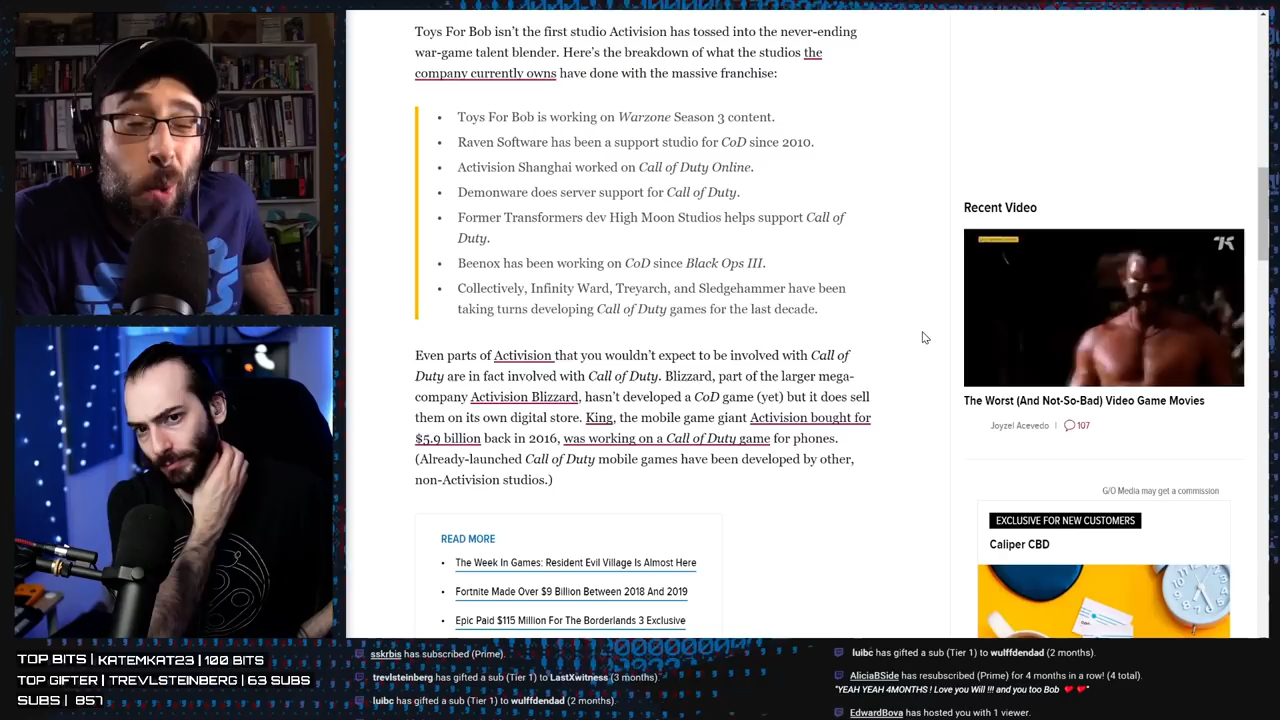 Toys For Bob isn't the first studio Activision has tossed into the never-ending
war-game talent blender. Here's the breakdown of what the studios the
company currently owns have done with the massive franchise:
• Toys For Bob is working on Warzone Season 3 content.
• Raven Software has been a support studio for CoD since 2010.
• Activision Shanghai worked on Call of Duty Online.
• Demonware does server support for Call of Duty.
• Former Transformers dev High Moon Studios helps support Call of
Duty.
• Beenox has been working on CoD since Black Ops III.
• Collectively, Infinity Ward, Treyarch, and Sledgehammer have been
taking turns developing Call of Duty games for the last decade.
Even parts of Activision that you wouldn't expect to be involved with Call of
Duty are in fact involved with Call of Duty. Blizzard, part of the larger mega-
company Activision Blizzard, hasn't developed a CoD game (yet) but it does sell
them on its own digital store. King, the mobile game giant Activision bought for
$5.9 billion back in 2016, was working on a Call of Duty game for phones.
(Already-launched Call of Duty mobile games have been developed by other,
non-Activision studios.)
READ MORE
• The Week In Games: Resident Evil Village Is Almost Here
• Fortnite Made Over $9 Billion Between 2018 And 2019
• Epic Paid $115 Million For The Borderlands 3 Exclusive
Recent Video
The Worst (And Not-So-Bad) Video Game Movies
Joyzel Acevedo | 107
G/O Media may get a commission
EXCLUSIVE FOR NEW CUSTOMERS
Caliper CBD
TOP BITS | KATEMKAT23 | 100 BITS
TOP GIFTER | TREVLSTEINBERG | 63 SUBS
SUBS | 857
sskrbis has subscribed (Prime).
trevlsteinberg has gifted a sub (Tier 1) to LastXwitness (3 months).
luibc has gifted a sub (Tier 1) to wulffdendad (2 months).
luibc has gifted a sub (Tier 1) to wulffdendad (2 months).
AliciaBSide has resubscribed (Prime) for 4 months in a row! (4 total).
"YEAH YEAH 4MONTHS ! Love you Will !!! and you too Bob ❤ ❤"
EdwardBova has hosted you with 1 viewer.